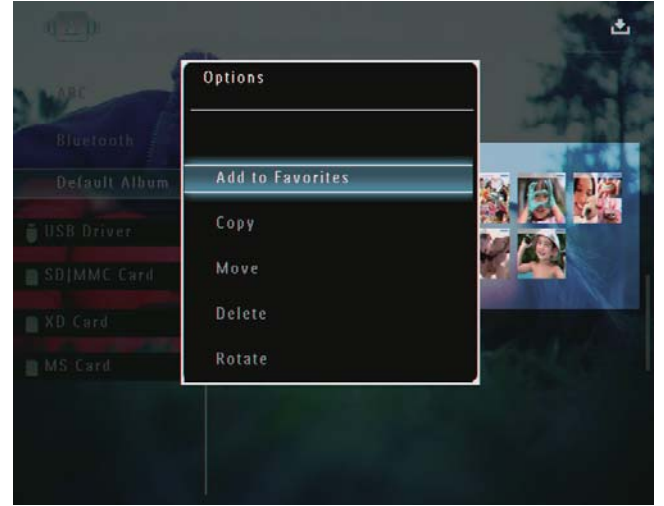 Options
Add to Favorites
Copy
Move
Delete
Rotate
ABC
Bluetooth
Default Album
USB Driver
SD|MMC Card
XD Card
MS Card